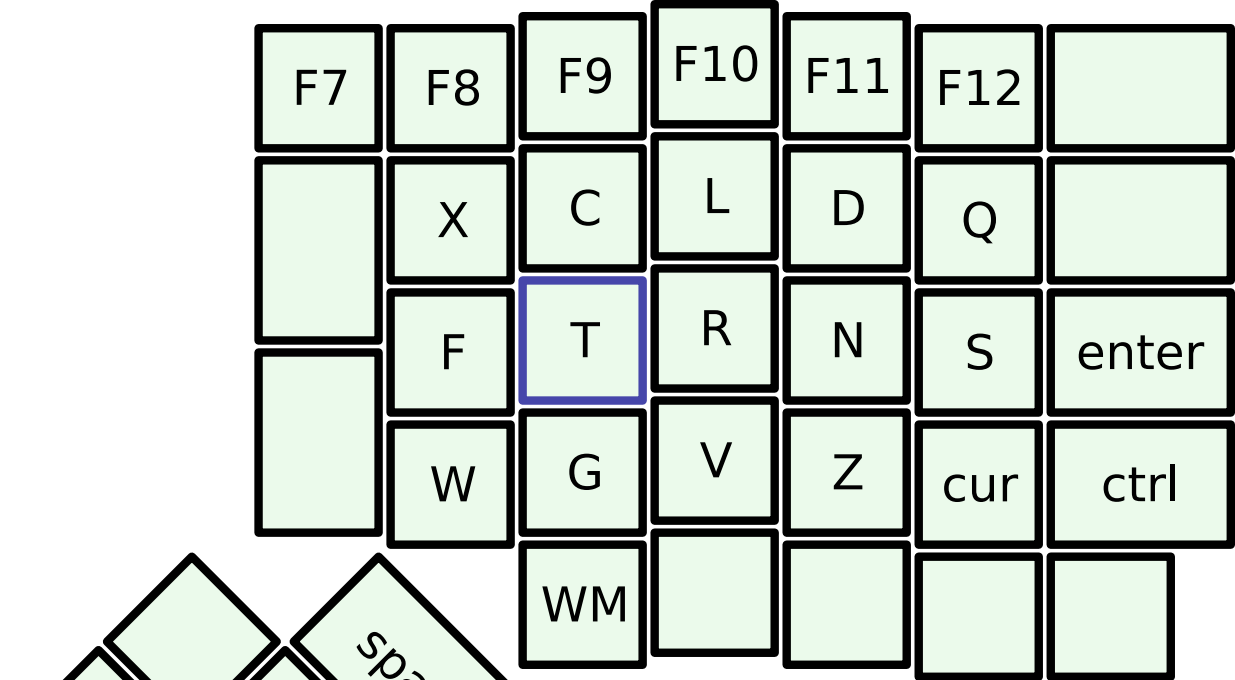 F7 F8 F9 F10 F11 F12
X C L D Q
F T R N S enter
W G V Z cur ctrl
WM